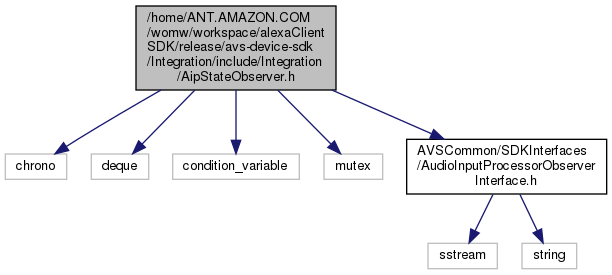 /home/ANT.AMAZON.COM
/womw/workspace/alexaClient
SDK/release/avs-device-sdk
/Integration/include/Integration
/AipStateObserver.h
chrono
deque
condition_variable
mutex
AVSCommon/SDKInterfaces
/AudioInputProcessorObserver
Interface.h
sstream
string